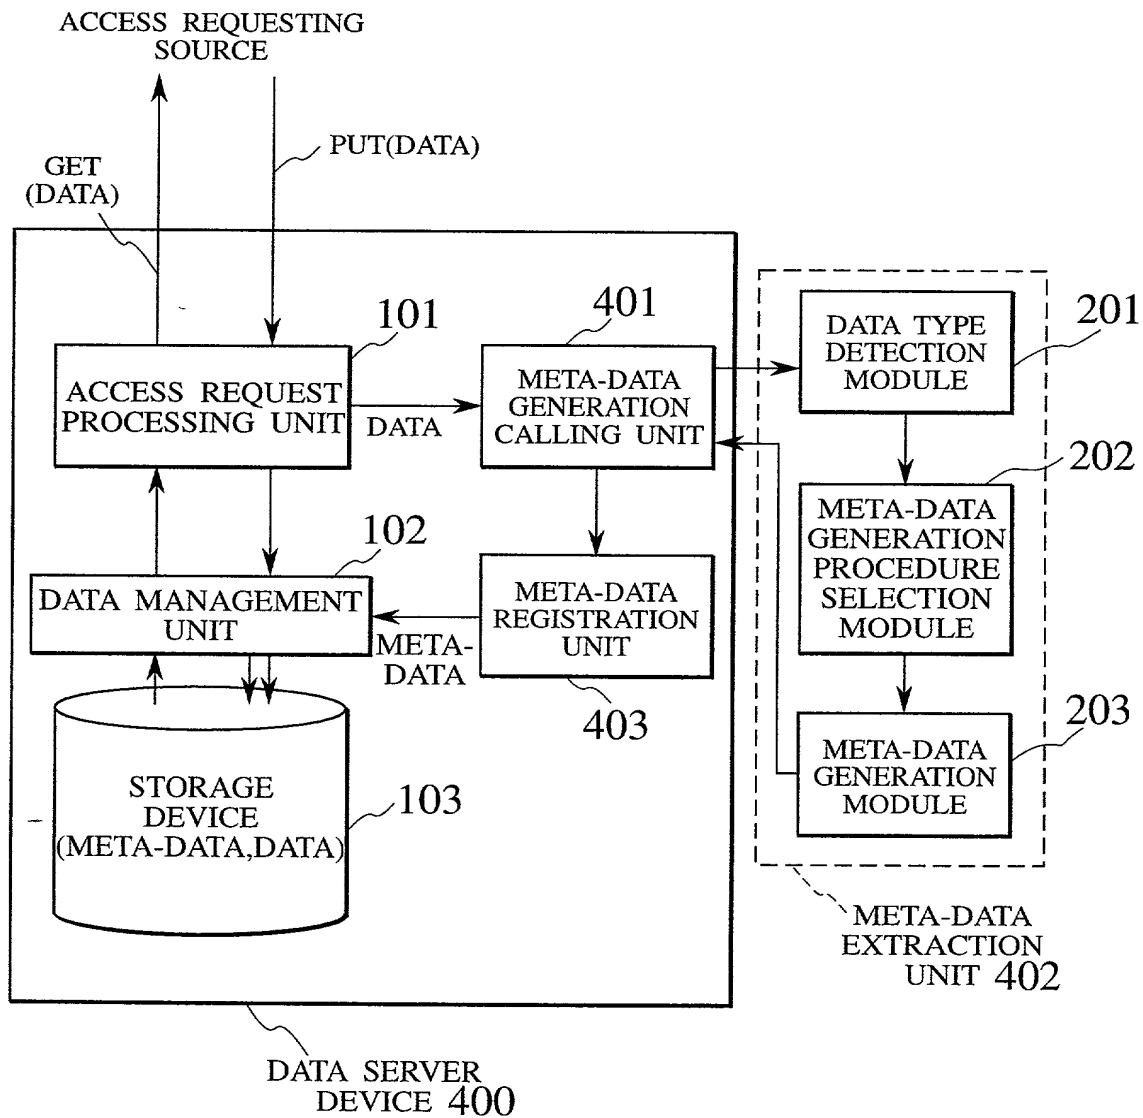 ACCESS REQUESTING
SOURCE
PUT(DATA)
GET
(DATA)
101
401
201
DATA TYPE
DETECTION
MODULE
ACCESS REQUEST
PROCESSING UNIT
DATA
META-DATA
GENERATION
CALLING UNIT
202
META-DATA
GENERATION
PROCEDURE
SELECTION
MODULE
102
DATA MANAGEMENT
UNIT
META-
DATA
META-DATA
REGISTRATION
UNIT
403
203
META-DATA
GENERATION
MODULE
STORAGE
DEVICE
(META-DATA,DATA)
103
META-DATA
EXTRACTION
UNIT 402
DATA SERVER
DEVICE 400